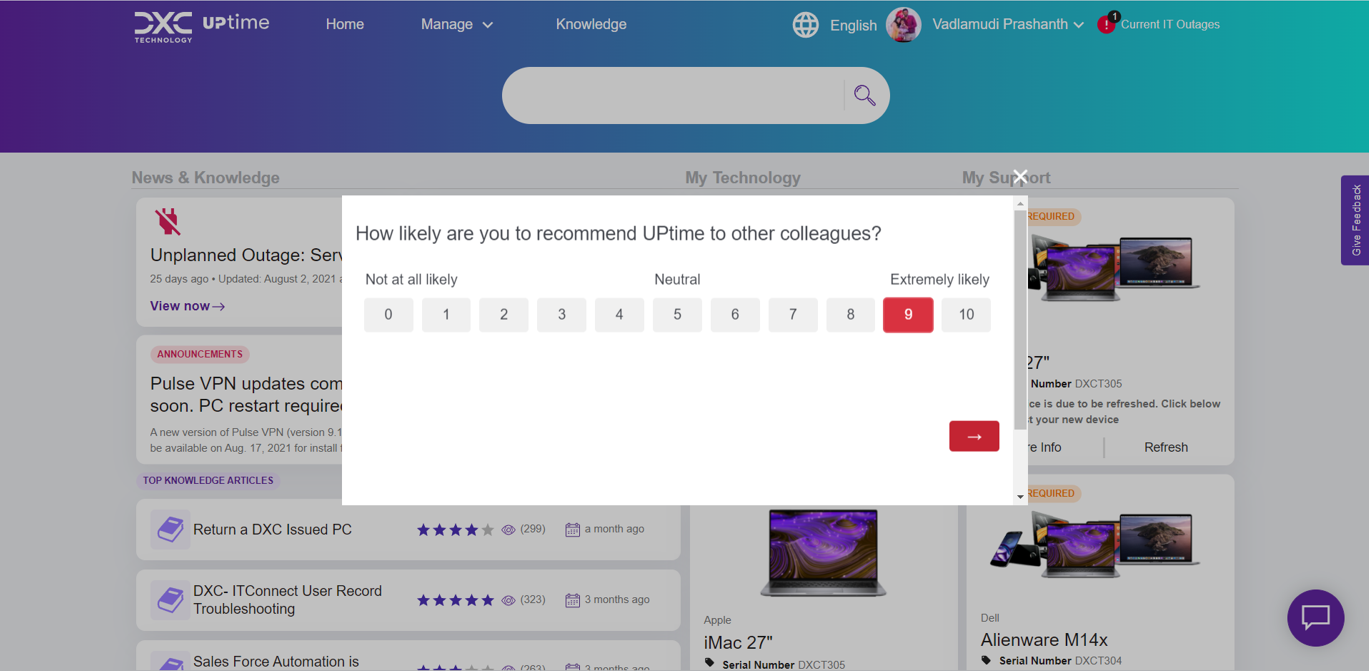 DXC UPtime
TECHNOLOGY
Home
Manage
Knowledge
English
Vadlamudi Prashanth
1
!
Current IT Outages
News & Knowledge
My Technology
My Support
Give Feedback
Unplanned Outage: Serv
25 days ago • Updated: August 2, 2021 a
View now→
ANNOUNCEMENTS
Pulse VPN updates com
soon. PC restart require
A new version of Pulse VPN (version 9.1
be available on Aug. 17, 2021 for install
TOP KNOWLEDGE ARTICLES
Return a DXC Issued PC
(299)
a month ago
DXC- ITConnect User Record
Troubleshooting
(323)
3 months ago
Sales Force Automation is
(263)
3 months ago
How likely are you to recommend UPtime to other colleagues?
Not at all likely
Neutral
Extremely likely
0 1 2 3 4 5 6 7 8 9 10
→
Apple
iMac 27"
Serial Number DXCT305
REQUIRED
27"
Number DXCT305
ce is due to be refreshed. Click below
t your new device
re Info
Refresh
REQUIRED
Dell
Alienware M14x
Serial Number DXCT304